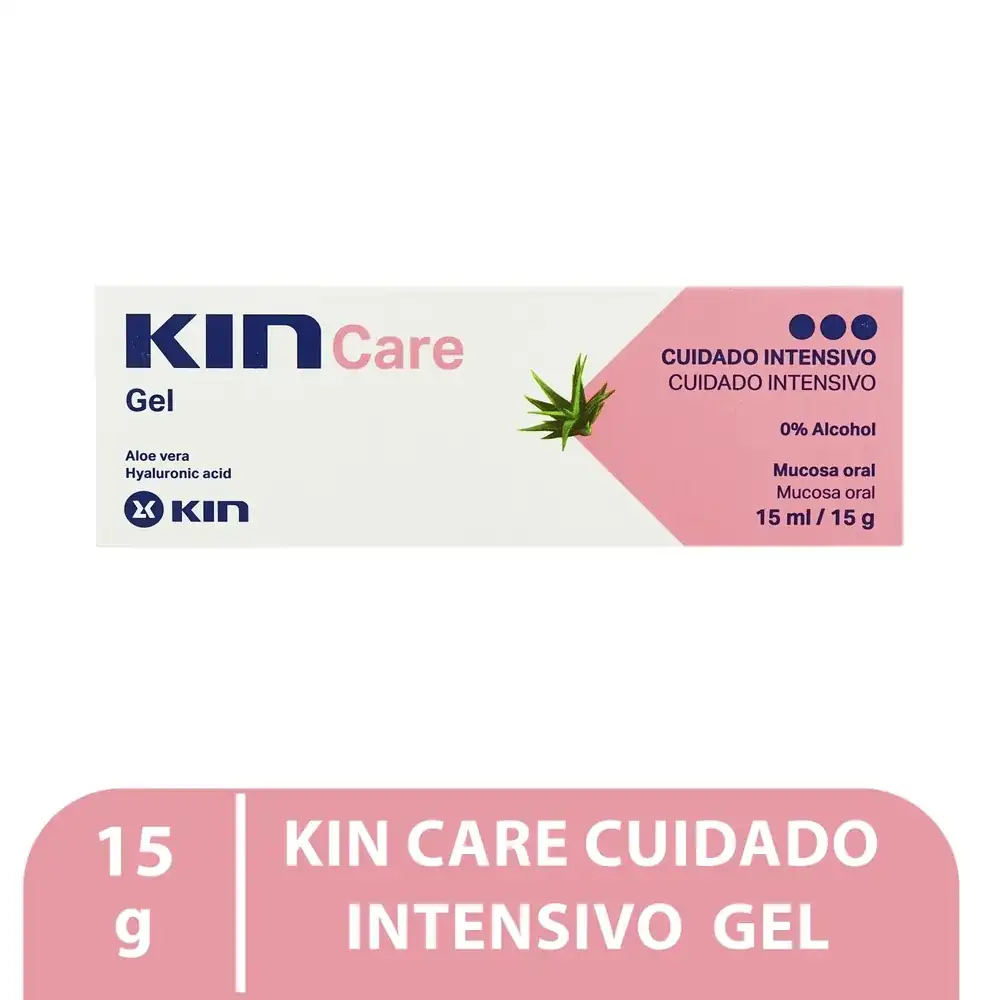 KIN Care
Gel
Aloe vera
Hyaluronic acid
KIN
CUIDADO INTENSIVO
CUIDADO INTENSIVO
0% Alcohol
Mucosa oral
Mucosa oral
15 ml / 15 g
15
g
KIN CARE CUIDADO
INTENSIVO GEL